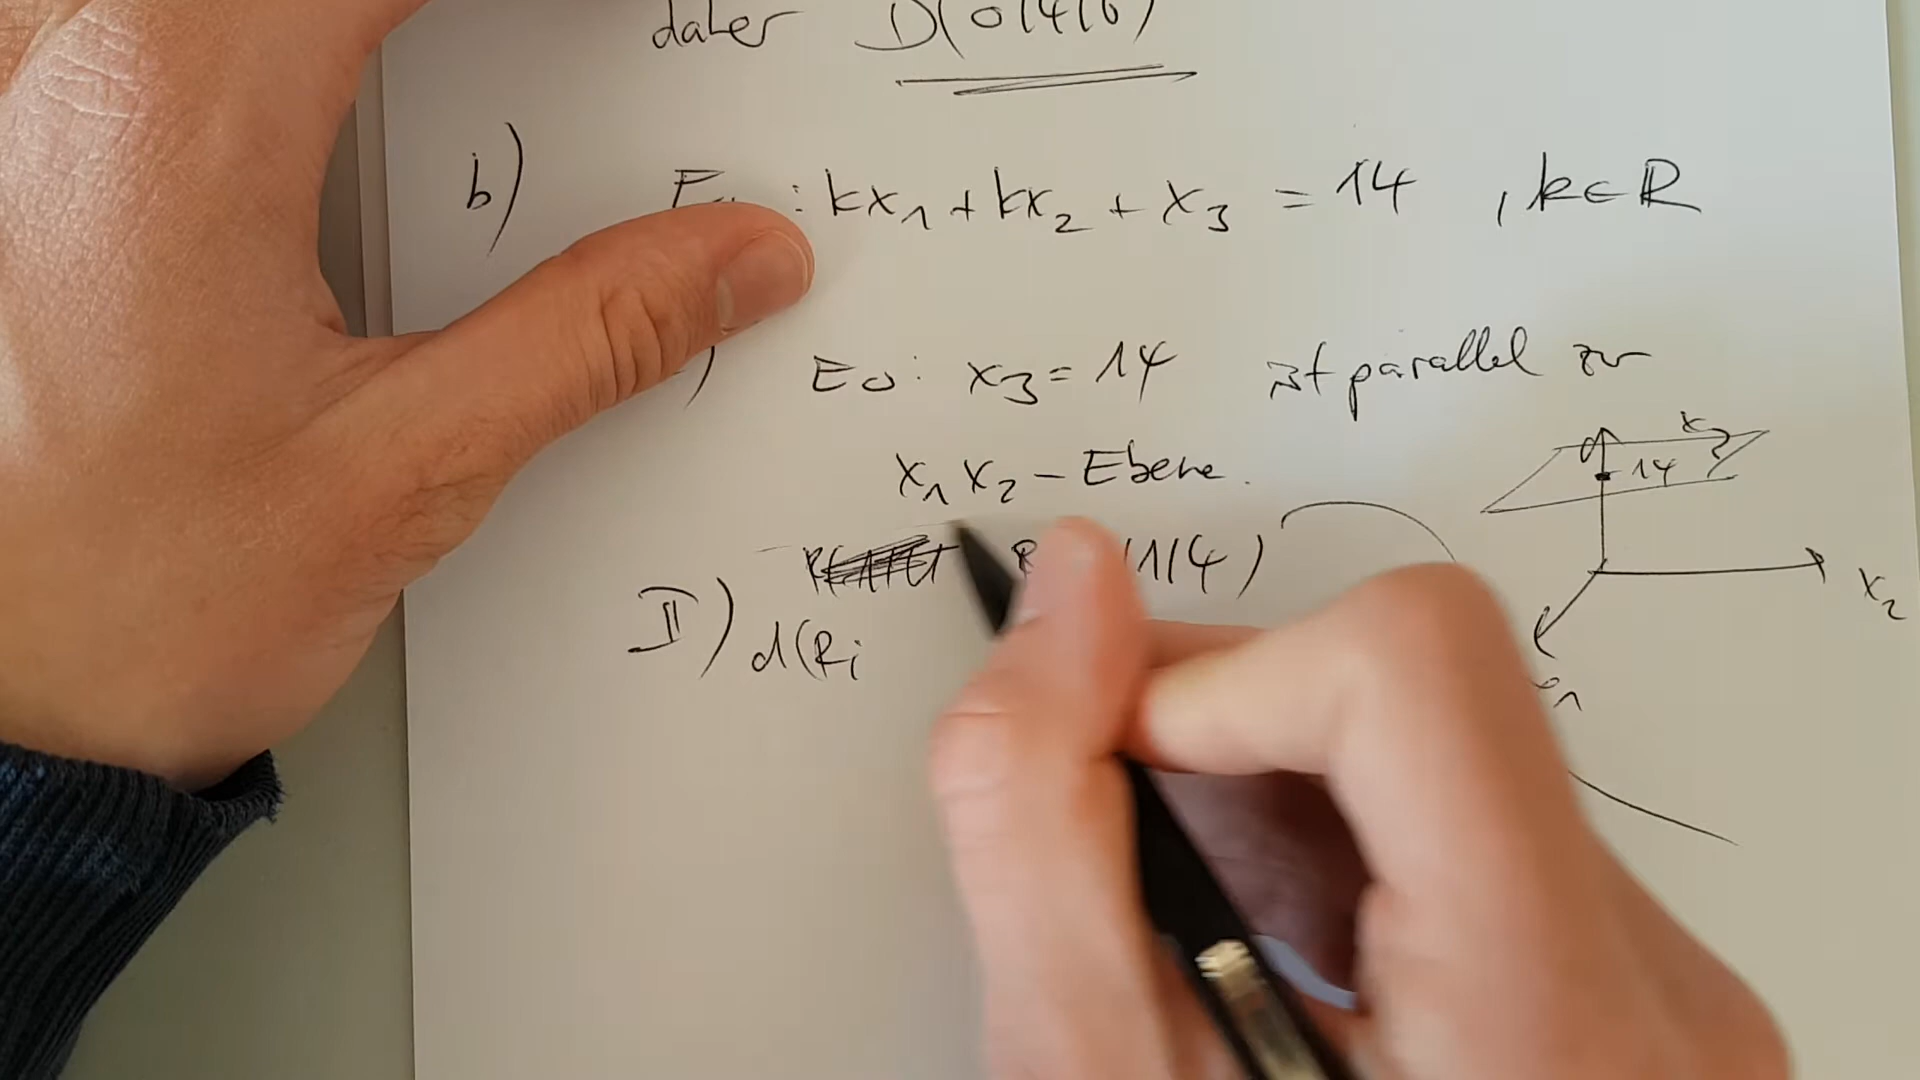 daher D(0|4|6)
b) E : kx₁ + kx₂ + x₃ = 14 , k∈R
) E₀: x₃ = 14 ist parallel zur
x₁x₂ - Ebene.
x₃
14
x₂
|1|4)
II) d(R;